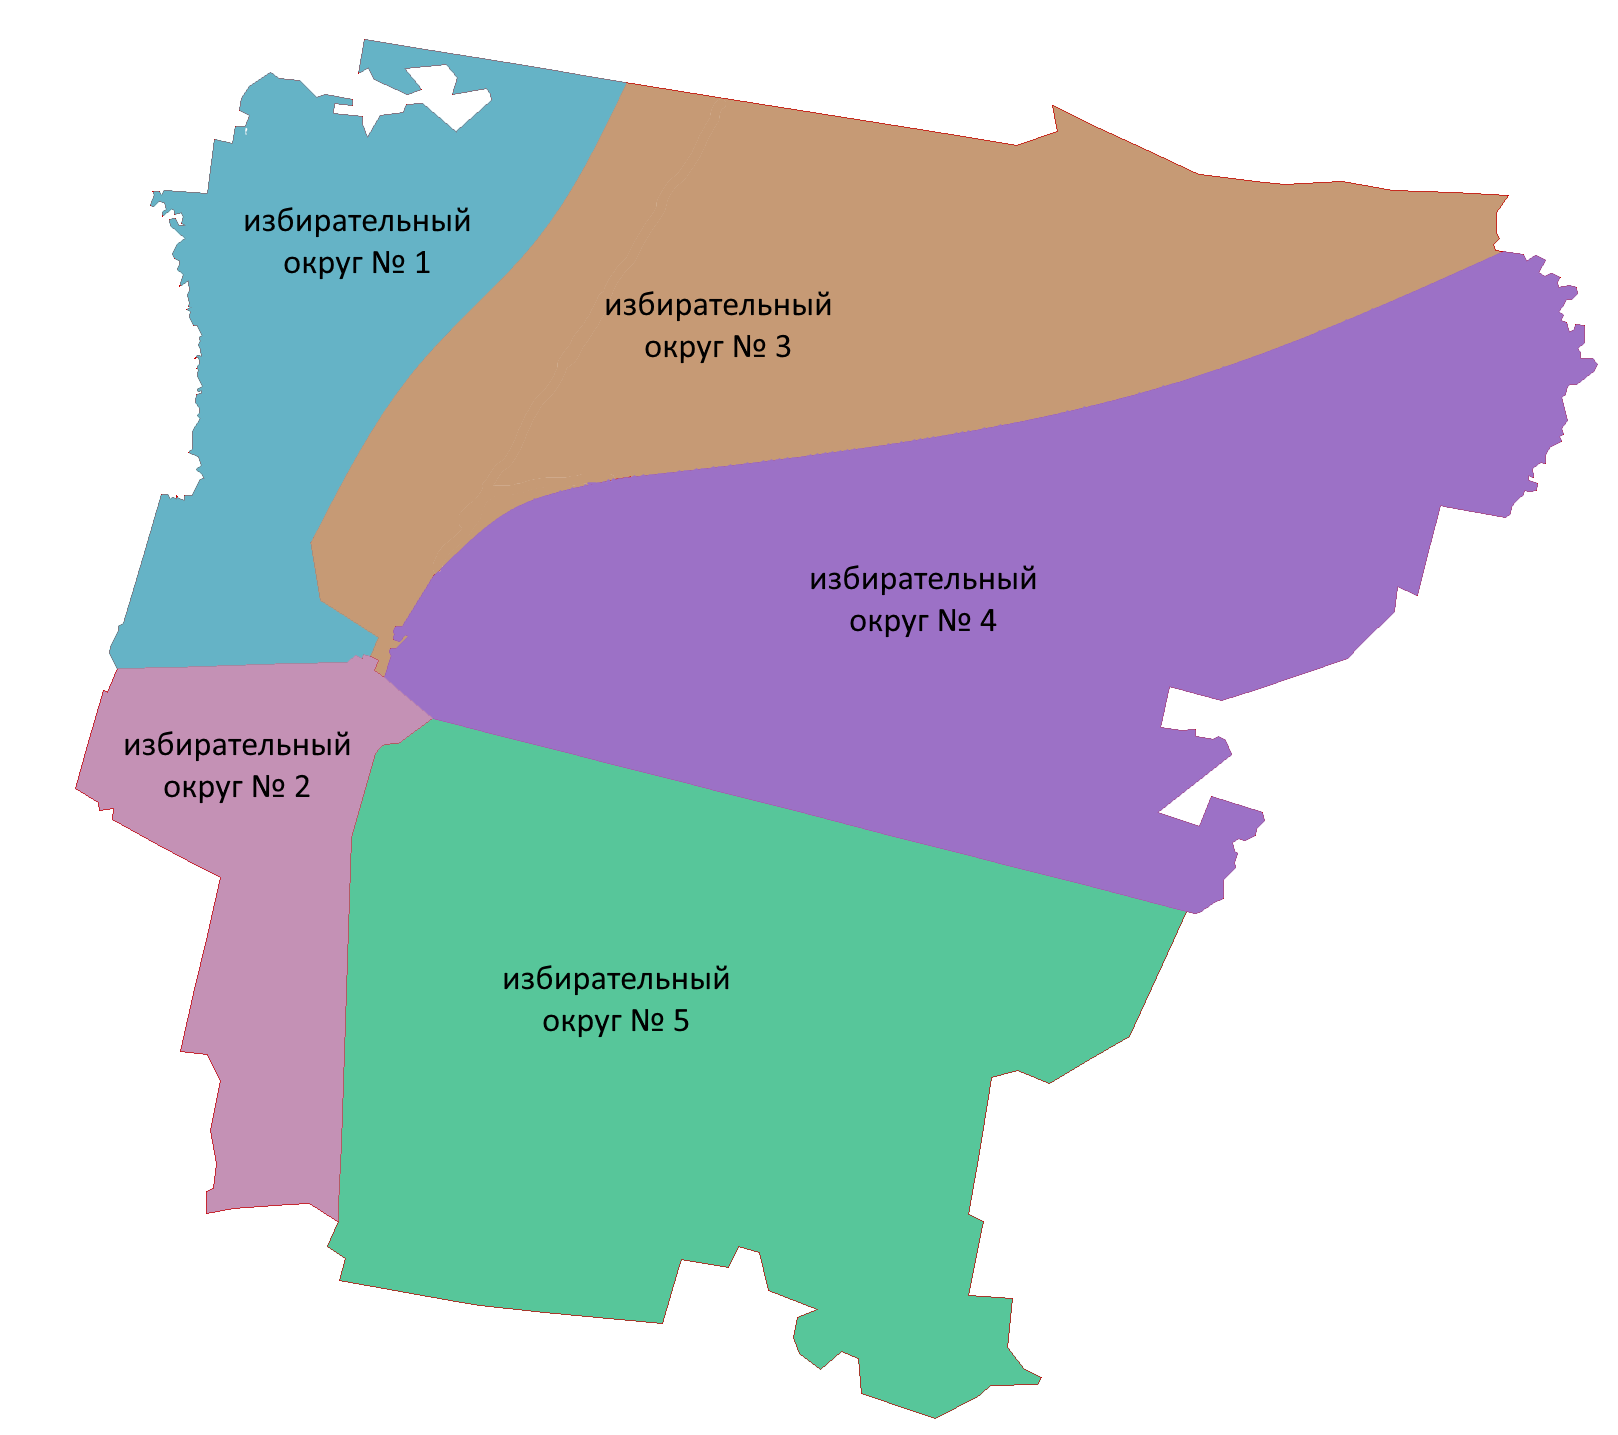 избирательный
округ № 1
избирательный
округ № 3
избирательный
округ № 4
избирательный
округ № 2
избирательный
округ № 5